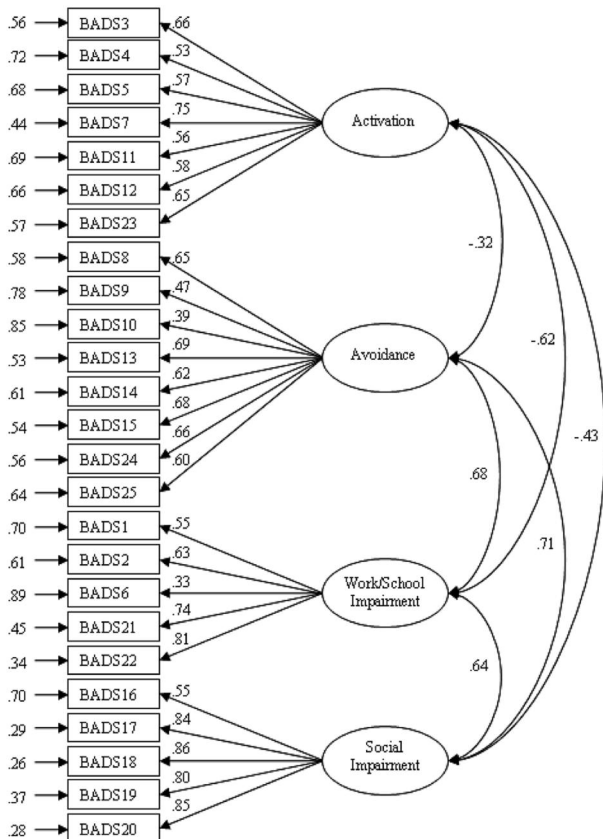 .56 BADS3 .66
.72 BADS4 .53
.68 BADS5 .57
.44 BADS7 .75
.69 BADS11 .56
.66 BADS12 .58
.57 BADS23 .65
Activation
.58 BADS8 .65
.78 BADS9 .47
.85 BADS10 .39
.53 BADS13 .69
.61 BADS14 .62
.54 BADS15 .68
.56 BADS24 .66
.64 BADS25 .60
Avoidance
.70 BADS1 .55
.61 BADS2 .63
.89 BADS6 .33
.45 BADS21 .74
.34 BADS22 .81
Work/School
Impairment
.70 BADS16 .55
.29 BADS17 .84
.26 BADS18 .86
.37 BADS19 .80
.28 BADS20 .85
Social
Impairment
-.32
-.62
-.43
.68
.71
.64